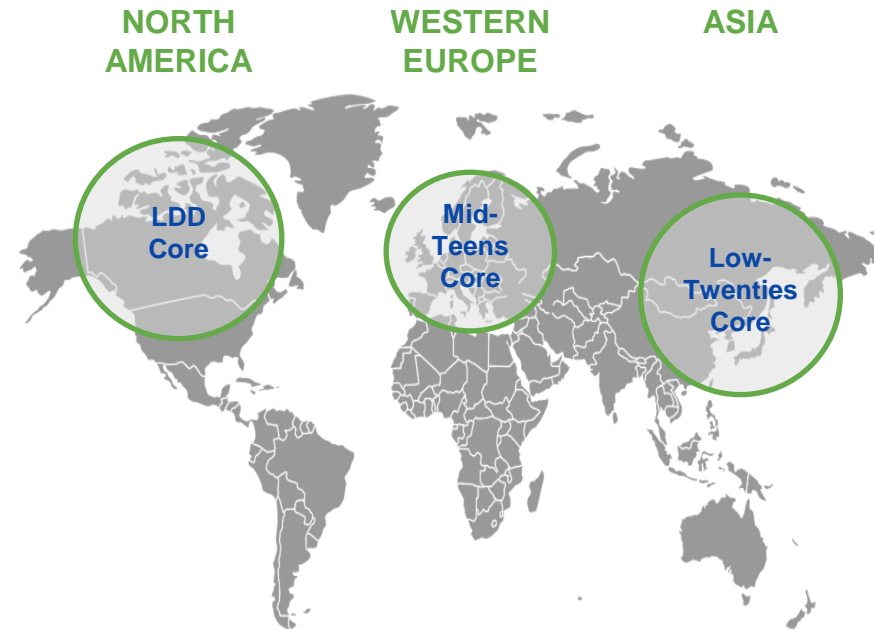 NORTH
AMERICA
WESTERN
EUROPE
ASIA
LDD
Core
Mid-
Teens
Core
Low-
Twenties
Core